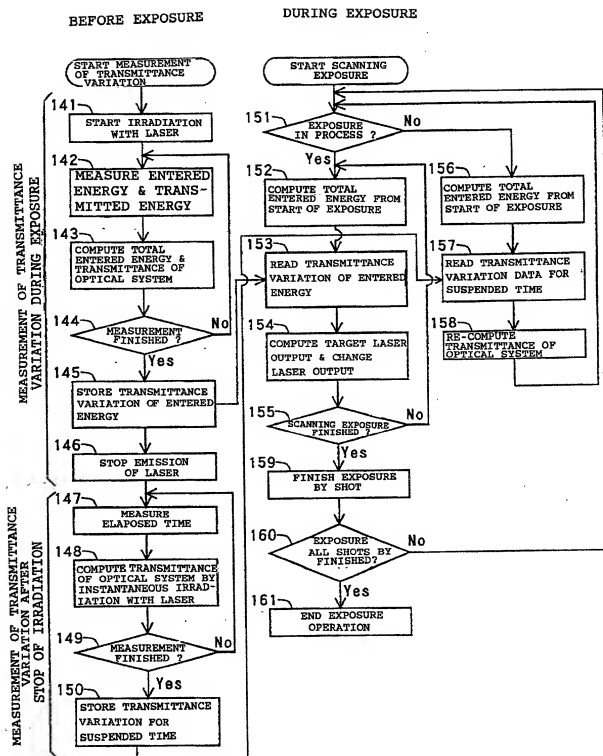 BEFORE EXPOSURE
MEASUREMENT OF TRANSMITTANCE
VARIATION DURING EXPOSURE
START MEASUREMENT
OF TRANSMITTANCE
VARIATION
141
START IRRADIATION
WITH LASER
142
MEASURE ENTERED
ENERGY & TRANS-
MITTED ENERGY
143
COMPUTE TOTAL
ENTERED ENERGY &
TRANSMITTANCE OF
OPTICAL SYSTEM
144
MEASUREMENT
FINISHED ?
No
Yes
145
STORE TRANSMITTANCE
VARIATION OF ENTERED
ENERGY
146
STOP EMISSION
OF LASER
MEASUREMENT OF TRANSMITTANCE
VARIATION AFTER
STOP OF IRRADIATION
147
MEASURE
ELAPSED TIME
148
COMPUTE TRANSMITTANCE
OF OPTICAL SYSTEM BY
INSTANTANEOUS IRRAD-
IATION WITH LASER
149
MEASUREMENT
FINISHED ?
No
Yes
150
STORE TRANSMITTANCE
VARIATION FOR
SUSPENDED TIME
DURING EXPOSURE
START SCANNING
EXPOSURE
151
EXPOSURE
IN PROCESS ?
No
Yes
152
COMPUTE TOTAL
ENTERED ENERGY FROM
START OF EXPOSURE
153
READ TRANSMITTANCE
VARIATION OF ENTERED
ENERGY
154
COMPUTE TARGET LASER
OUTPUT & CHANGE
LASER OUTPUT
155
SCANNING EXPOSURE
FINISHED ?
No
Yes
156
COMPUTE TOTAL
ENTERED ENERGY FROM
START OF EXPOSURE
157
READ TRANSMITTANCE
VARIATION DATA FOR
SUSPENDED TIME
158
RE-COMPUTE
TRANSMITTANCE OF
OPTICAL SYSTEM
159
FINISH EXPOSURE
BY SHOT
160
EXPOSURE
ALL SHOTS BY
FINISHED?
No
Yes
161
END EXPOSURE
OPERATION